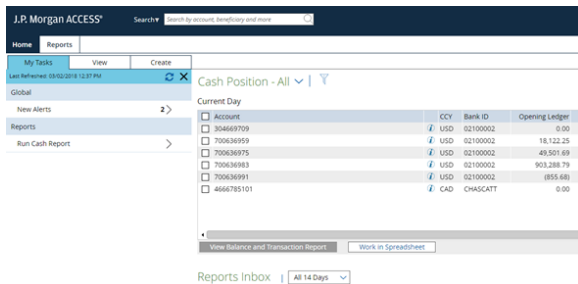 J.P. Morgan ACCESS®
Search▾ Search by account, beneficiary and more
Home Reports
My Tasks View Create
Last Refreshed: 03/02/2018 12:37 PM
Global
New Alerts 2
Reports
Run Cash Report
Cash Position - All
Current Day
Account CCY Bank ID Opening Ledger
304669709 USD 02100002 0.00
700636959 USD 02100002 18,122.25
700636975 USD 02100002 49,501.69
700636983 USD 02100002 903,288.79
700636991 USD 02100002 (855.68)
4666785101 CAD CHASCATT 0.00
View Balance and Transaction Report Work in Spreadsheet
Reports Inbox | All 14 Days